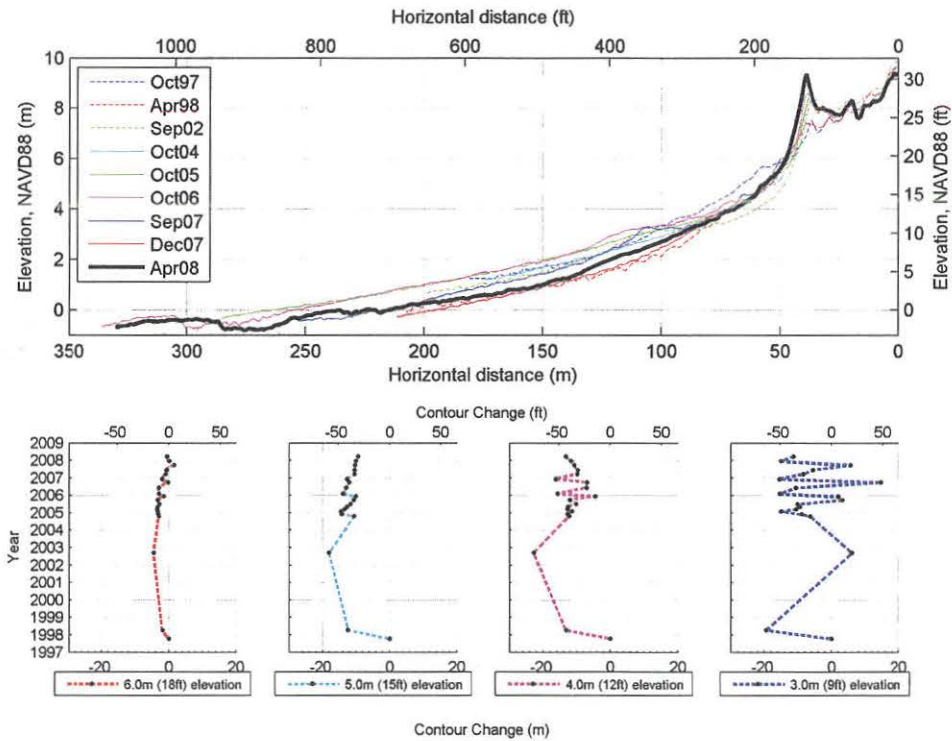 Horizontal distance (ft)
1000 800 600 400 200 0
Elevation, NAVD88 (m)
10
8
6
4
2
0
Oct97
Apr98
Sep02
Oct04
Oct05
Oct06
Sep07
Dec07
Apr08
30
25
20
15
10
5
0
Elevation, NAVD88 (ft)
350 300 250 200 150 100 50 0
Horizontal distance (m)
Contour Change (ft)
-50 0 50 -50 0 50 -50 0 50 -50 0 50
Year
2009
2008
2007
2006
2005
2003
2002
2000
1999
1998
1997
-20 0 20 -20 0 20 -20 0 20 -20 0 20
6.0m (18ft) elevation 5.0m (15ft) elevation 4.0m (12ft) elevation 3.0m (9ft) elevation
Contour Change (m)